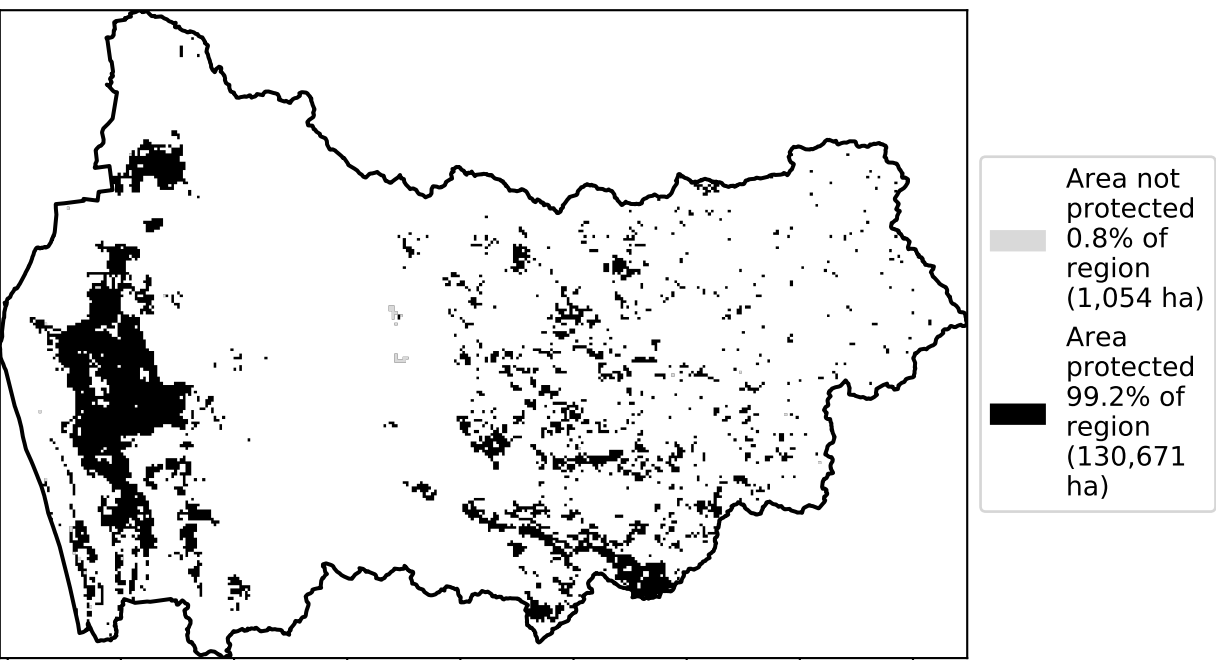 Area not
protected
0.8% of
region
(1,054 ha)
Area
protected
99.2% of
region
(130,671
ha)